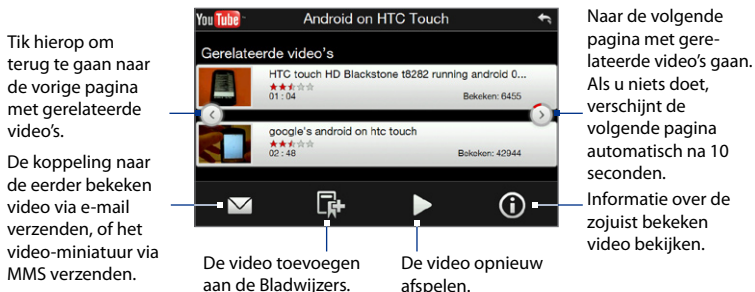 Tik hierop om
terug te gaan naar
de vorige pagina
met gerelateerde
video's.
De koppeling naar
de eerder bekeken
video via e-mail
verzenden, of het
video-miniatuur via
MMS verzenden.
You Tube
Android on HTC Touch
Gerelateerde video's
HTC touch HD Blackstone t8282 running android 0...
01 : 04
Bekeken: 6455
google's android on htc touch
02 : 48
Bekeken: 42944
De video toevoegen
aan de Bladwijzers.
De video opnieuw
afspelen.
Naar de volgende
pagina met gere-
lateerde video's gaan.
Als u niets doet,
verschijnt de
volgende pagina
automatisch na 10
seconden.
Informatie over de
zojuist bekeken
video bekijken.